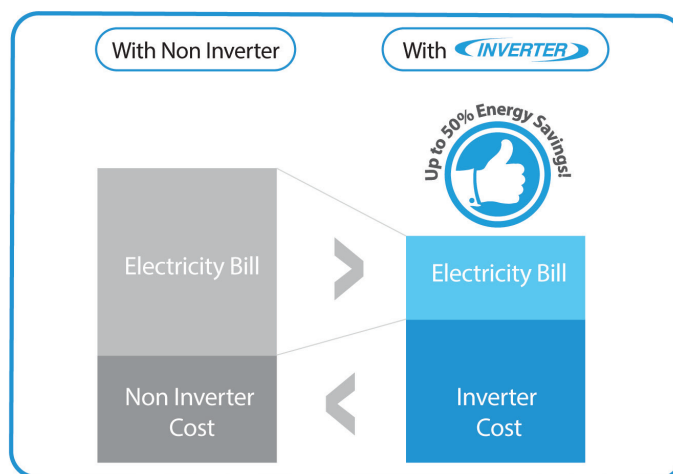 With Non Inverter
With INVERTER
Up to 50% Energy Savings!
Electricity Bill
Electricity Bill
Non Inverter
Cost
Inverter
Cost